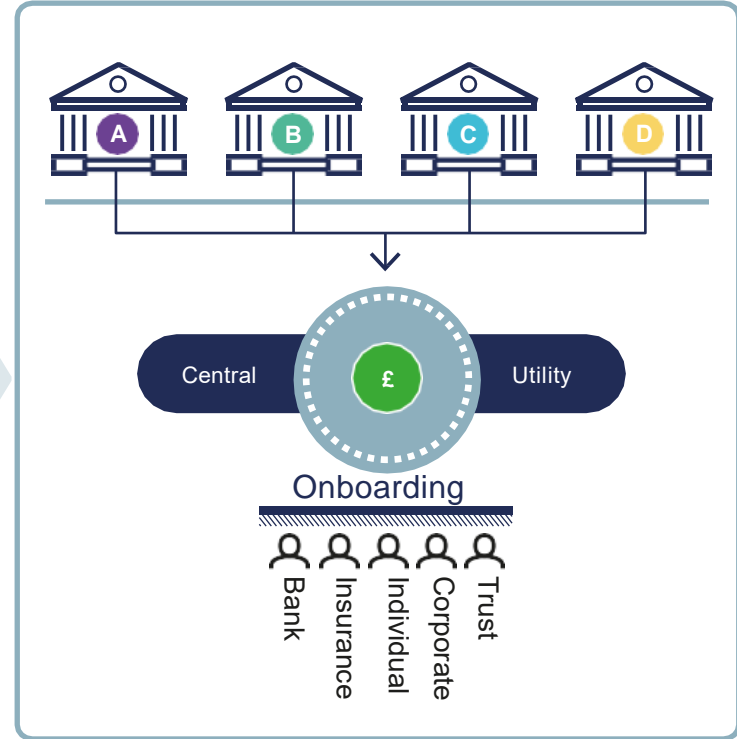 A
B
C
D
Central
£
Utility
Onboarding
Bank
Insurance
Individual
Corporate
Trust